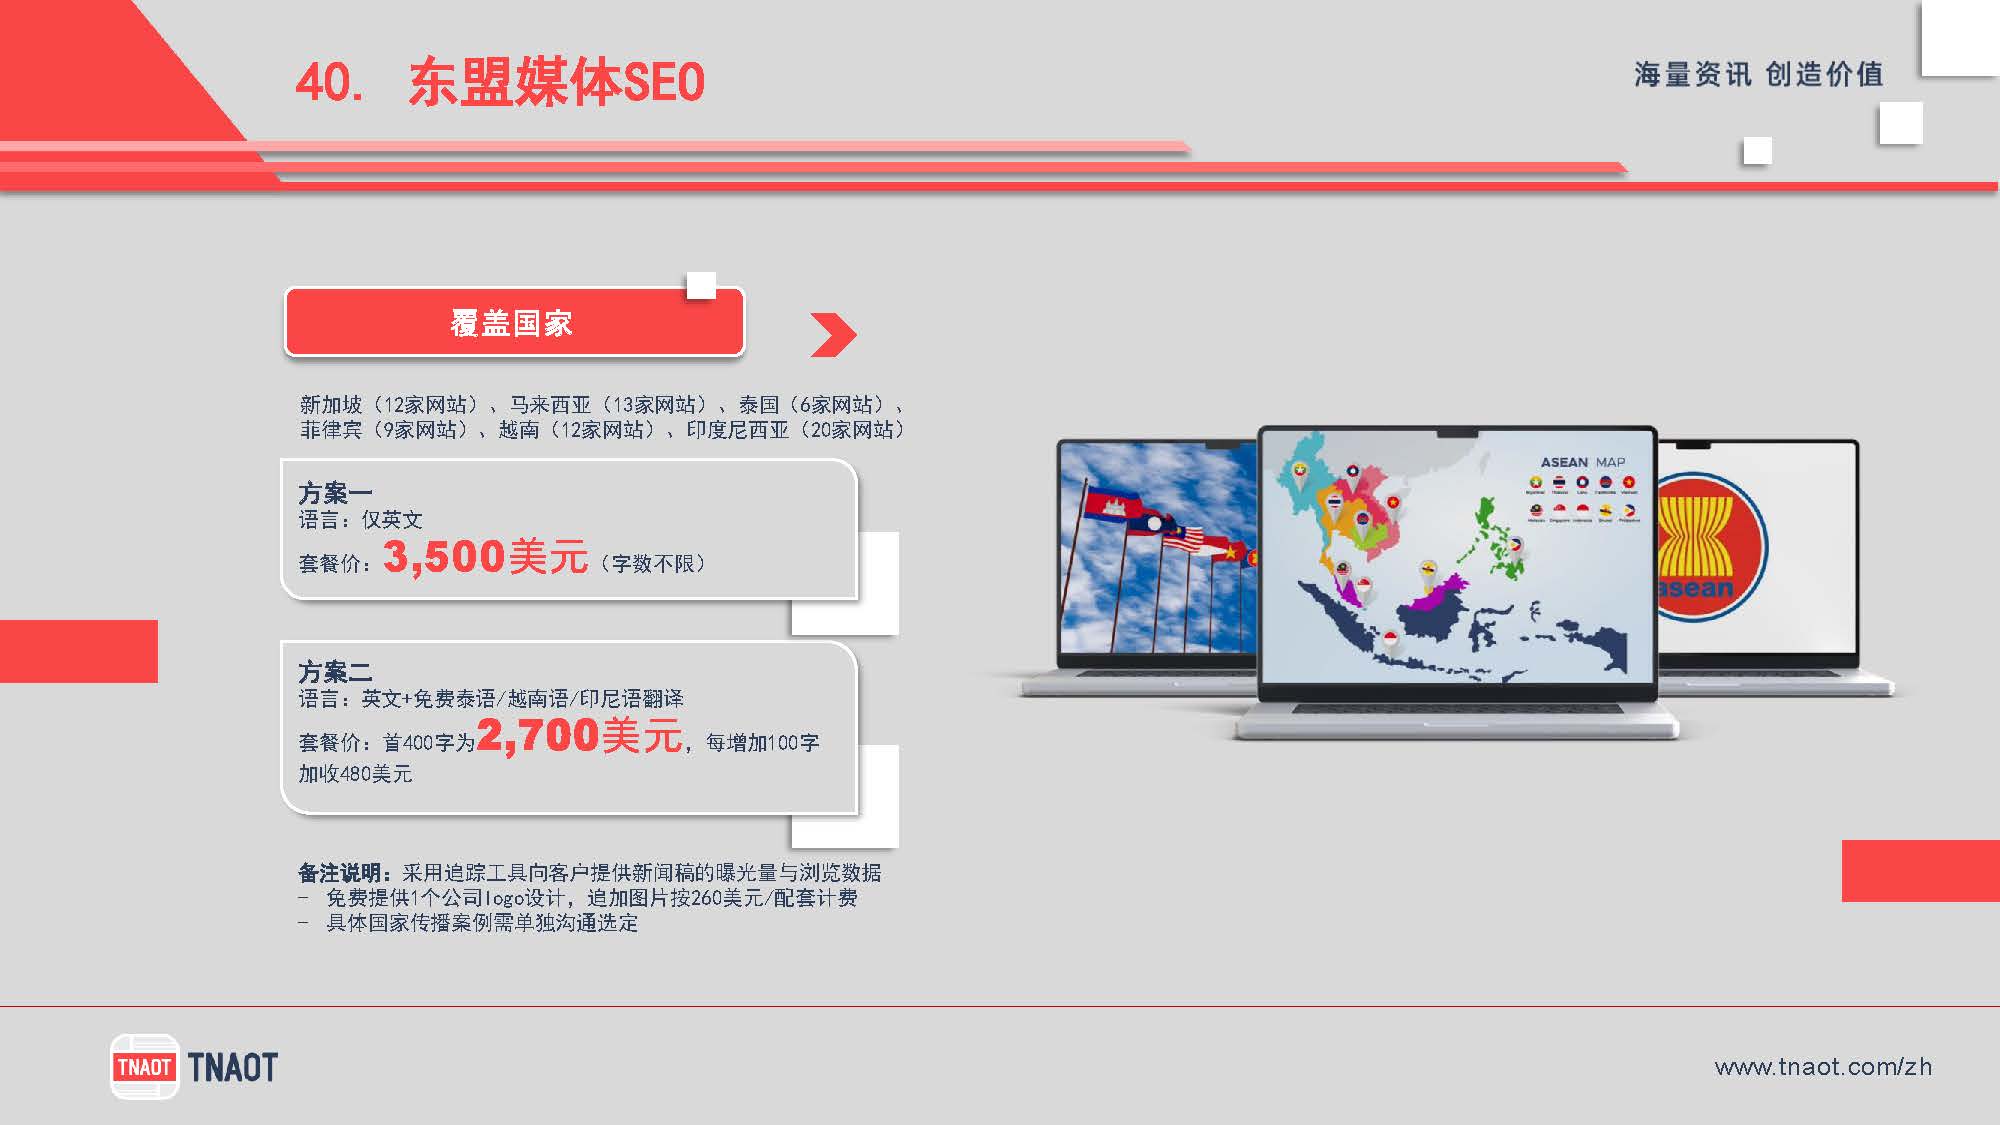 40. 东盟媒体SEO
海量资讯 创造价值
覆盖国家
新加坡（12家网站）、马来西亚（13家网站）、泰国（6家网站）、
菲律宾（9家网站）、越南（12家网站）、印度尼西亚（20家网站）
方案一
语言：仅英文
套餐价：3,500美元（字数不限）
方案二
语言：英文+免费泰语/越南语/印尼语翻译
套餐价：首400字为2,700美元，每增加100字
加收480美元
备注说明：采用追踪工具向客户提供新闻稿的曝光量与浏览数据
- 免费提供1个公司logo设计，追加图片按260美元/配套计费
- 具体国家传播案例需单独沟通选定
ASEAN MAP
asean
TNAOT TNAOT
www.tnaot.com/zh